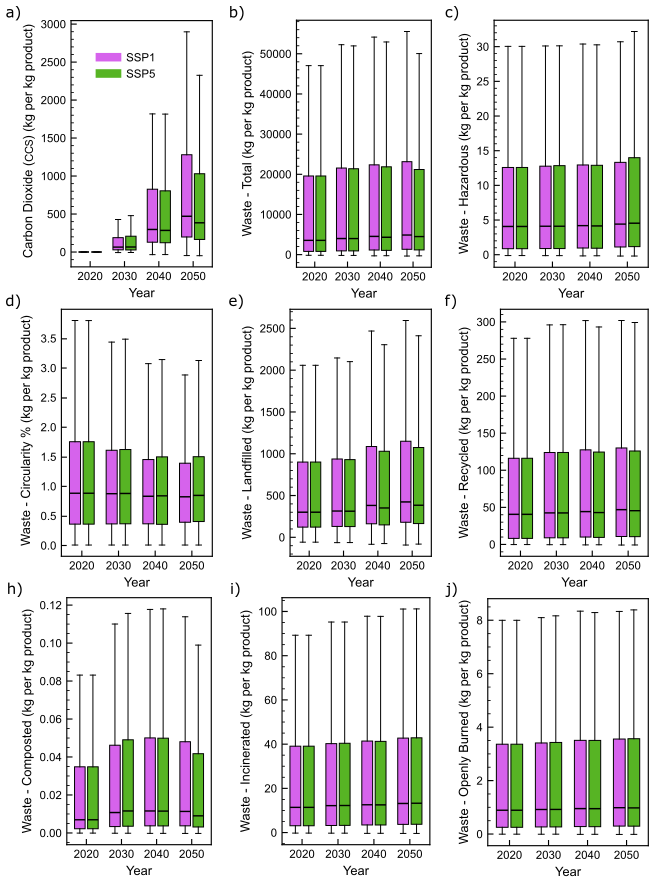 a)
Carbon Dioxide (CCS) (kg per kg product)
3000
2500
2000
1500
1000
500
0
SSP1
SSP5
2020 2030 2040 2050
Year
b)
Waste - Total (kg per kg product)
50000
40000
30000
20000
10000
0
2020 2030 2040 2050
Year
c)
Waste - Hazardous (kg per kg product)
30
25
20
15
10
5
0
2020 2030 2040 2050
Year
d)
Waste - Circularity % (kg per kg product)
3.5
3.0
2.5
2.0
1.5
1.0
0.5
0.0
2020 2030 2040 2050
Year
e)
Waste - Landfilled (kg per kg product)
2500
2000
1500
1000
500
0
2020 2030 2040 2050
Year
f)
Waste - Recycled (kg per kg product)
300
250
200
150
100
50
0
2020 2030 2040 2050
Year
h)
Waste - Composted (kg per kg product)
0.12
0.10
0.08
0.06
0.04
0.02
0.00
2020 2030 2040 2050
Year
i)
Waste - Incinerated (kg per kg product)
100
80
60
40
20
0
2020 2030 2040 2050
Year
j)
Waste - Openly Burned (kg per kg product)
8
6
4
2
0
2020 2030 2040 2050
Year